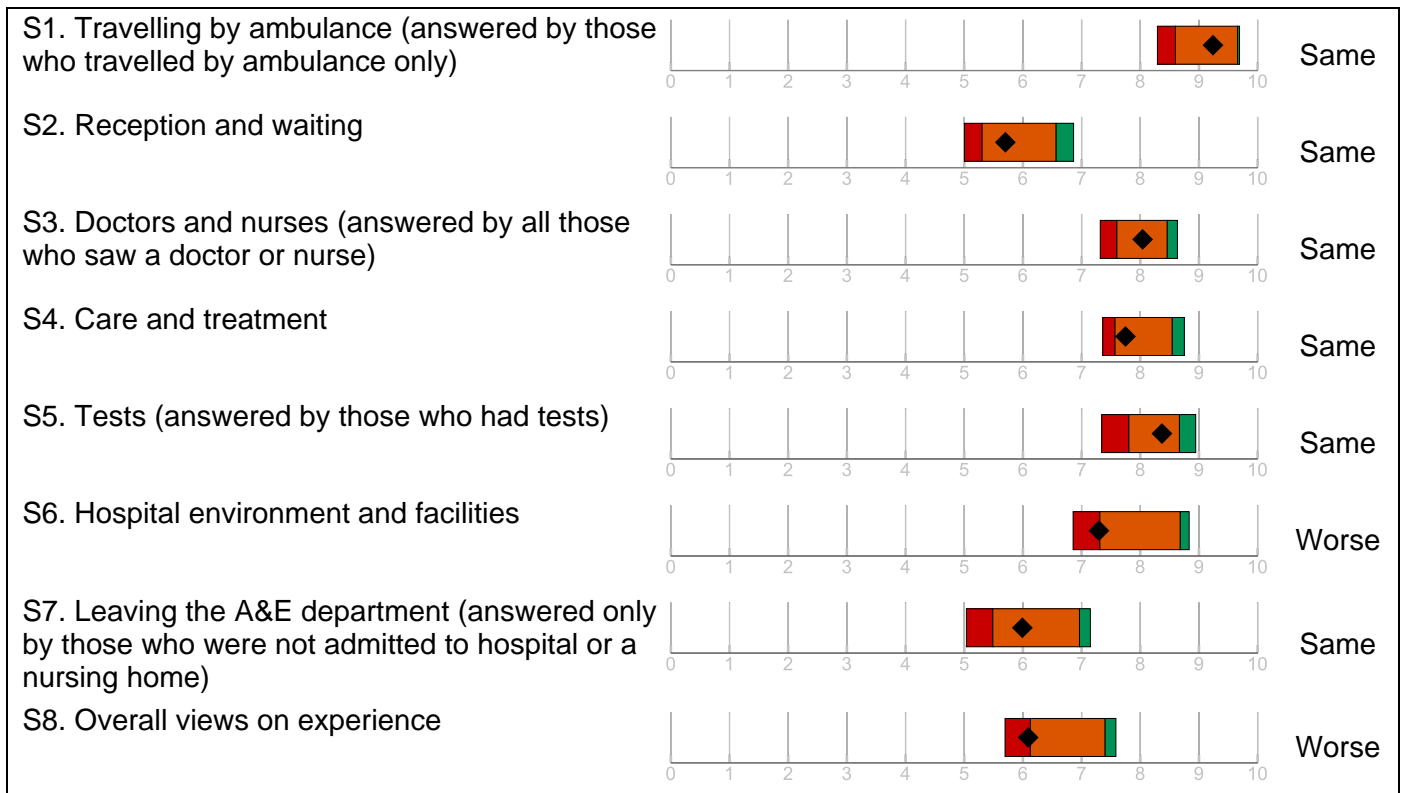 S1. Travelling by ambulance (answered by those
who travelled by ambulance only)
0 1 2 3 4 5 6 7 8 9 10
Same
S2. Reception and waiting
0 1 2 3 4 5 6 7 8 9 10
Same
S3. Doctors and nurses (answered by all those
who saw a doctor or nurse)
0 1 2 3 4 5 6 7 8 9 10
Same
S4. Care and treatment
0 1 2 3 4 5 6 7 8 9 10
Same
S5. Tests (answered by those who had tests)
0 1 2 3 4 5 6 7 8 9 10
Same
S6. Hospital environment and facilities
0 1 2 3 4 5 6 7 8 9 10
Worse
S7. Leaving the A&E department (answered only
by those who were not admitted to hospital or a
nursing home)
0 1 2 3 4 5 6 7 8 9 10
Same
S8. Overall views on experience
0 1 2 3 4 5 6 7 8 9 10
Worse